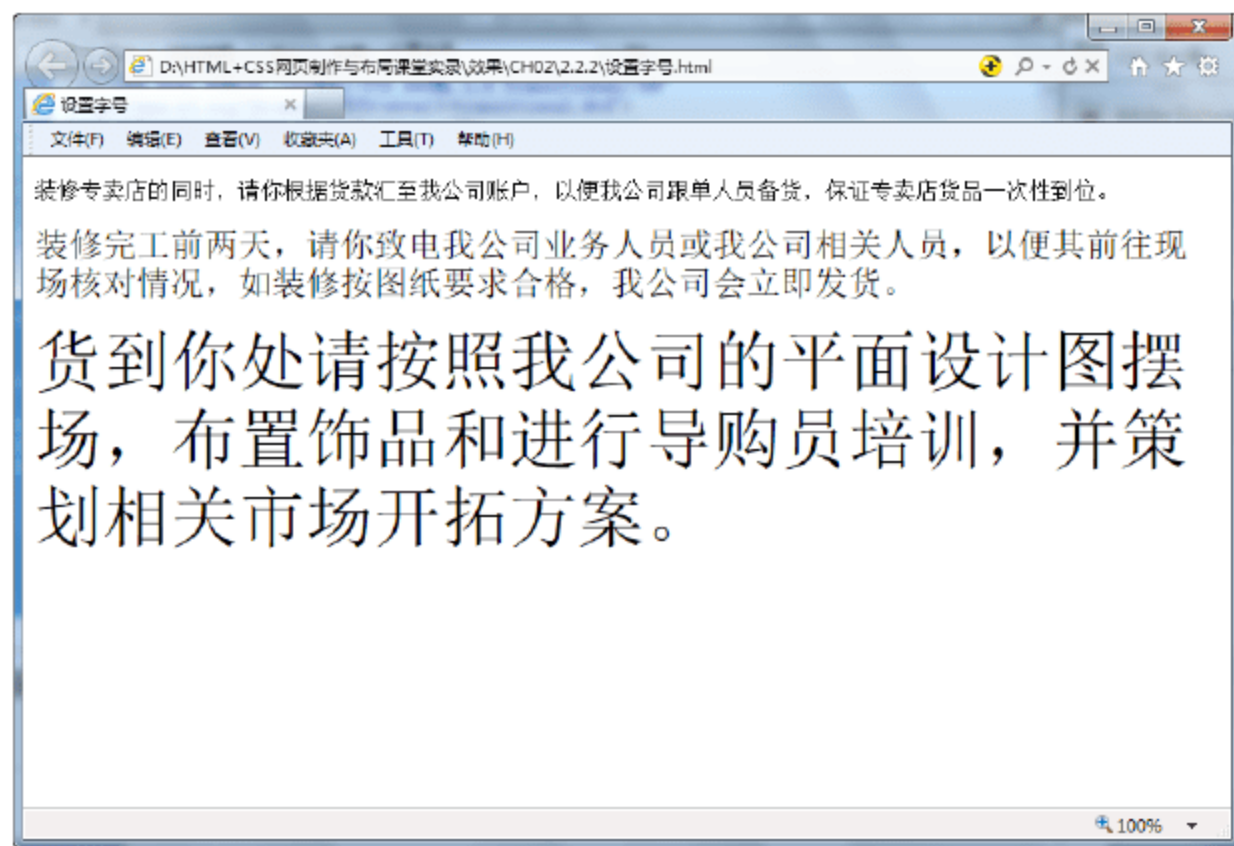 D:\HTML+CSS网页制作与布局课堂实录\效果\CH02\2.2.2\设置字号.html
设置字号
文件(F) 编辑(E) 查看(V) 收藏夹(A) 工具(T) 帮助(H)
装修专卖店的同时，请你根据货款汇至我公司账户，以便我公司跟单人员备货，保证专卖店货品一次性到位。
装修完工前两天，请你致电我公司业务人员或我公司相关人员，以便其前往现
场核对情况，如装修按图纸要求合格，我公司会立即发货。
货到你处请按照我公司的平面设计图摆
场，布置饰品和进行导购员培训，并策
划相关市场开拓方案。
100%